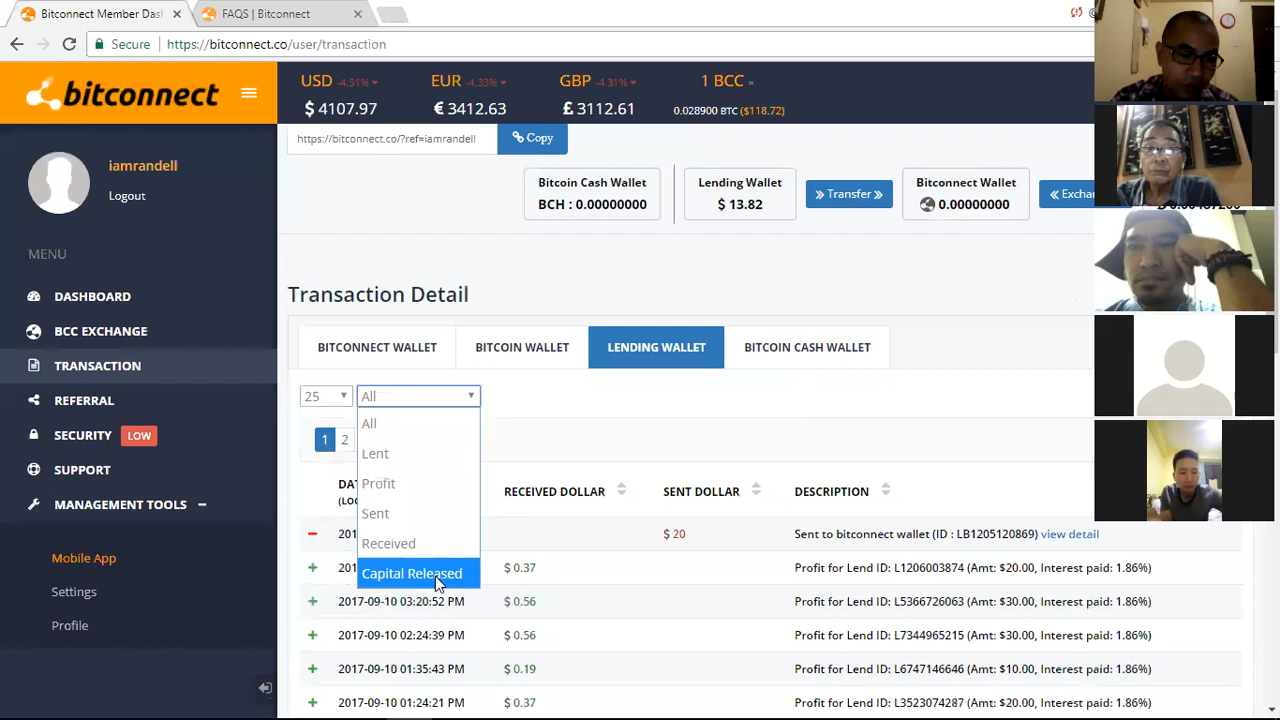 Bitconnect Member Das
FAQS | Bitconnect
Secure
https://bitconnect.co/user/transaction
bitconnect
USD -4.31%
$ 4107.97
EUR -4.33%
€ 3412.63
GBP -4.31%
£ 3112.61
1 BCC =
0.028900 BTC ($118.72)
https://bitconnect.co/?ref=iamrandell
Copy
iamrandell
Logout
Bitcoin Cash Wallet
BCH : 0.00000000
Lending Wallet
$ 13.82
Transfer
Bitconnect Wallet
0.00000000
Exchan
MENU
DASHBOARD
BCC EXCHANGE
TRANSACTION
REFERRAL
SECURITY LOW
SUPPORT
MANAGEMENT TOOLS
Mobile App
Settings
Profile
Transaction Detail
BITCONNECT WALLET
BITCOIN WALLET
LENDING WALLET
BITCOIN CASH WALLET
25
All
All
Lent
Profit
Sent
Received
Capital Released
1 2
DA
(LOC
RECEIVED DOLLAR
SENT DOLLAR
DESCRIPTION
201 $ 20 Sent to bitconnect wallet (ID : LB1205120869) view detail
201 $ 0.37 Profit for Lend ID: L1206003874 (Amt: $20.00, Interest paid: 1.86%)
2017-09-10 03:20:52 PM $ 0.56 Profit for Lend ID: L5366726063 (Amt: $30.00, Interest paid: 1.86%)
2017-09-10 02:24:39 PM $ 0.56 Profit for Lend ID: L7344965215 (Amt: $30.00, Interest paid: 1.86%)
2017-09-10 01:35:43 PM $ 0.19 Profit for Lend ID: L6747146646 (Amt: $10.00, Interest paid: 1.86%)
2017-09-10 01:24:21 PM $ 0.37 Profit for Lend ID: L3523074287 (Amt: $20.00, Interest paid: 1.86%)